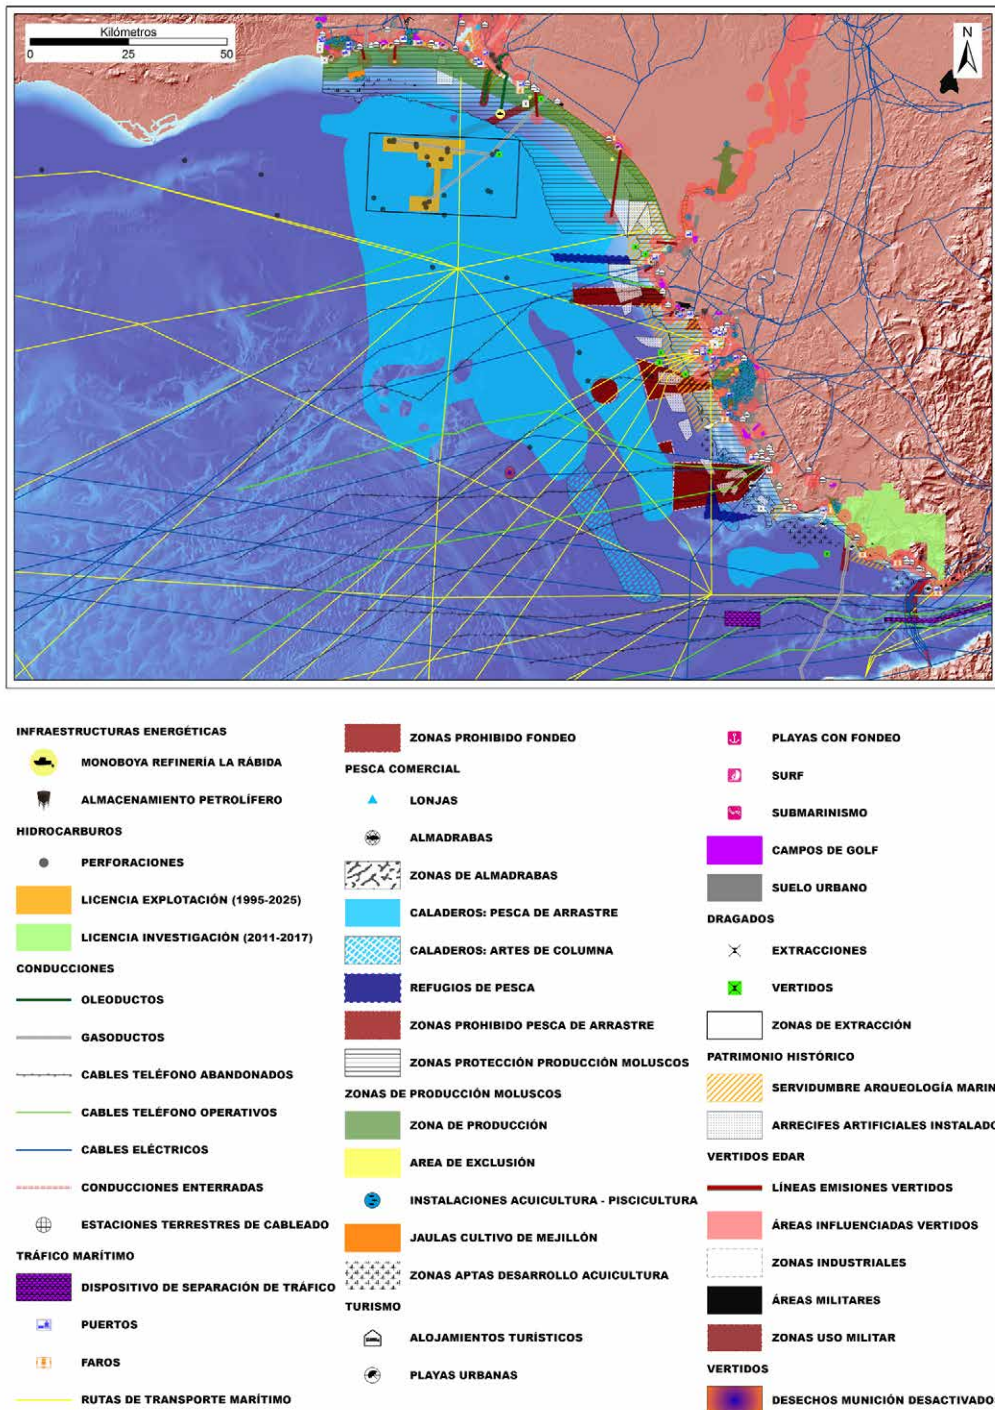 Kilómetros
0 25 50
N
INFRAESTRUCTURAS ENERGÉTICAS
MONOBOYA REFINERÍA LA RÁBIDA
ALMACENAMIENTO PETROLÍFERO
HIDROCARBUROS
PERFORACIONES
LICENCIA EXPLOTACIÓN (1995-2025)
LICENCIA INVESTIGACIÓN (2011-2017)
CONDUCCIONES
OLEODUCTOS
GASODUCTOS
CABLES TELÉFONO ABANDONADOS
CABLES TELÉFONO OPERATIVOS
CABLES ELÉCTRICOS
CONDUCCIONES ENTERRADAS
ESTACIONES TERRESTRES DE CABLEADO
TRÁFICO MARÍTIMO
DISPOSITIVO DE SEPARACIÓN DE TRÁFICO
PUERTOS
FAROS
RUTAS DE TRANSPORTE MARÍTIMO
ZONAS PROHIBIDO FONDEO
PESCA COMERCIAL
LONJAS
ALMADRABAS
ZONAS DE ALMADRABAS
CALADEROS: PESCA DE ARRASTRE
CALADEROS: ARTES DE COLUMNA
REFUGIOS DE PESCA
ZONAS PROHIBIDO PESCA DE ARRASTRE
ZONAS PROTECCIÓN PRODUCCIÓN MOLUSCOS
ZONAS DE PRODUCCIÓN MOLUSCOS
ZONA DE PRODUCCIÓN
AREA DE EXCLUSIÓN
INSTALACIONES ACUICULTURA - PISCICULTURA
JAULAS CULTIVO DE MEJILLÓN
ZONAS APTAS DESARROLLO ACUICULTURA
TURISMO
ALOJAMIENTOS TURÍSTICOS
PLAYAS URBANAS
PLAYAS CON FONDEO
SURF
SUBMARINISMO
CAMPOS DE GOLF
SUELO URBANO
DRAGADOS
EXTRACCIONES
VERTIDOS
ZONAS DE EXTRACCIÓN
PATRIMONIO HISTÓRICO
SERVIDUMBRE ARQUEOLOGÍA MARIN
ARRECIFES ARTIFICIALES INSTALADO
VERTIDOS EDAR
LÍNEAS EMISIONES VERTIDOS
ÁREAS INFLUENCIADAS VERTIDOS
ZONAS INDUSTRIALES
ÁREAS MILITARES
ZONAS USO MILITAR
VERTIDOS
DESECHOS MUNICIÓN DESACTIVADO